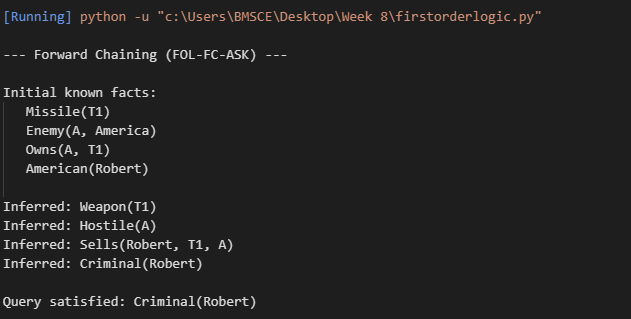 [Running] python -u "c:\Users\BMSCE\Desktop\Week 8\firstorderlogic.py"
--- Forward Chaining (FOL-FC-ASK) ---
Initial known facts:
Missile(T1)
Enemy(A, America)
Owns(A, T1)
American(Robert)
Inferred: Weapon(T1)
Inferred: Hostile(A)
Inferred: Sells(Robert, T1, A)
Inferred: Criminal(Robert)
Query satisfied: Criminal(Robert)